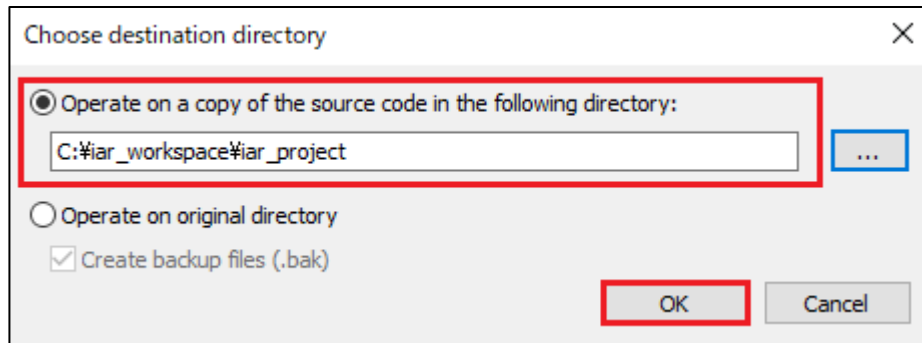 Choose destination directory
Operate on a copy of the source code in the following directory:
C:¥iar_workspace¥iar_project
...
Operate on original directory
Create backup files (.bak)
OK
Cancel